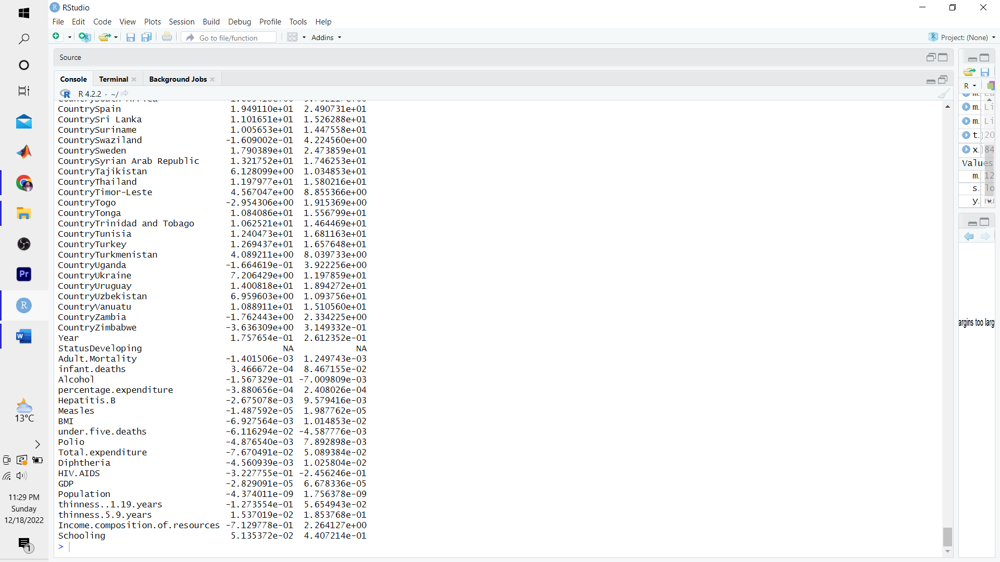 RStudio
File Edit Code View Plots Session Build Debug Profile Tools Help
Go to file/function
Addins
Project: (None)
Source
Console Terminal Background Jobs
R 4.2.2 · ~/
CountrySpain 1.949110e+01 2.490731e+01
CountrySri Lanka 1.101651e+01 1.526288e+01
CountrySuriname 1.005653e+01 1.447558e+01
CountrySwaziland -1.609002e-01 4.224560e+00
CountrySweden 1.790389e+01 2.473859e+01
CountrySyrian Arab Republic 1.321752e+01 1.746253e+01
CountryTajikistan 6.128099e+00 1.034853e+01
CountryThailand 1.197977e+01 1.580216e+01
CountryTimor-Leste 4.567047e+00 8.855366e+00
CountryTogo -2.954306e+00 1.915369e+00
CountryTonga 1.084086e+01 1.556799e+01
CountryTrinidad and Tobago 1.062521e+01 1.464469e+01
CountryTunisia 1.240473e+01 1.681163e+01
CountryTurkey 1.269437e+01 1.657648e+01
CountryTurkmenistan 4.089211e+00 8.039733e+00
CountryUganda -1.664619e-01 3.922256e+00
CountryUkraine 7.206429e+00 1.197859e+01
CountryUruguay 1.400818e+01 1.894272e+01
CountryUzbekistan 6.959603e+00 1.093756e+01
CountryVanuatu 1.088911e+01 1.510560e+01
CountryZambia -1.762443e+00 2.334225e+00
CountryZimbabwe -3.636309e+00 3.149332e-01
Year 1.757654e-01 2.612352e-01
StatusDeveloping NA NA
Adult.Mortality -1.401506e-03 1.249743e-03
infant.deaths 3.466672e-04 8.467155e-02
Alcohol -1.567329e-01 -7.009809e-03
percentage.expenditure -3.880656e-04 2.408026e-04
Hepatitis.B -2.675078e-03 9.579416e-03
Measles -1.487592e-05 1.987762e-05
BMI -6.927564e-03 1.014853e-02
under.five.deaths -6.116294e-02 -4.587776e-03
Polio -4.876540e-03 7.892898e-03
Total.expenditure -7.670491e-02 5.089384e-02
Diphtheria -4.560939e-03 1.025804e-02
HIV.AIDS -3.227755e-01 -2.456246e-01
GDP -2.829091e-05 6.678336e-05
Population -4.374011e-09 1.756378e-09
thinness..1.19.years -1.273554e-01 5.654943e-02
thinness.5.9.years 1.537019e-02 1.853768e-01
Income.composition.of.resources -7.129778e-01 2.264127e+00
Schooling 5.135372e-02 4.407214e-01
>
R
m. Li
m. Li
t. 20
x. 84
Values
m. 12
s. lo
y. nu
argins too larg
Pr
R
W
13°C
11:29 PM
Sunday
12/18/2022
1